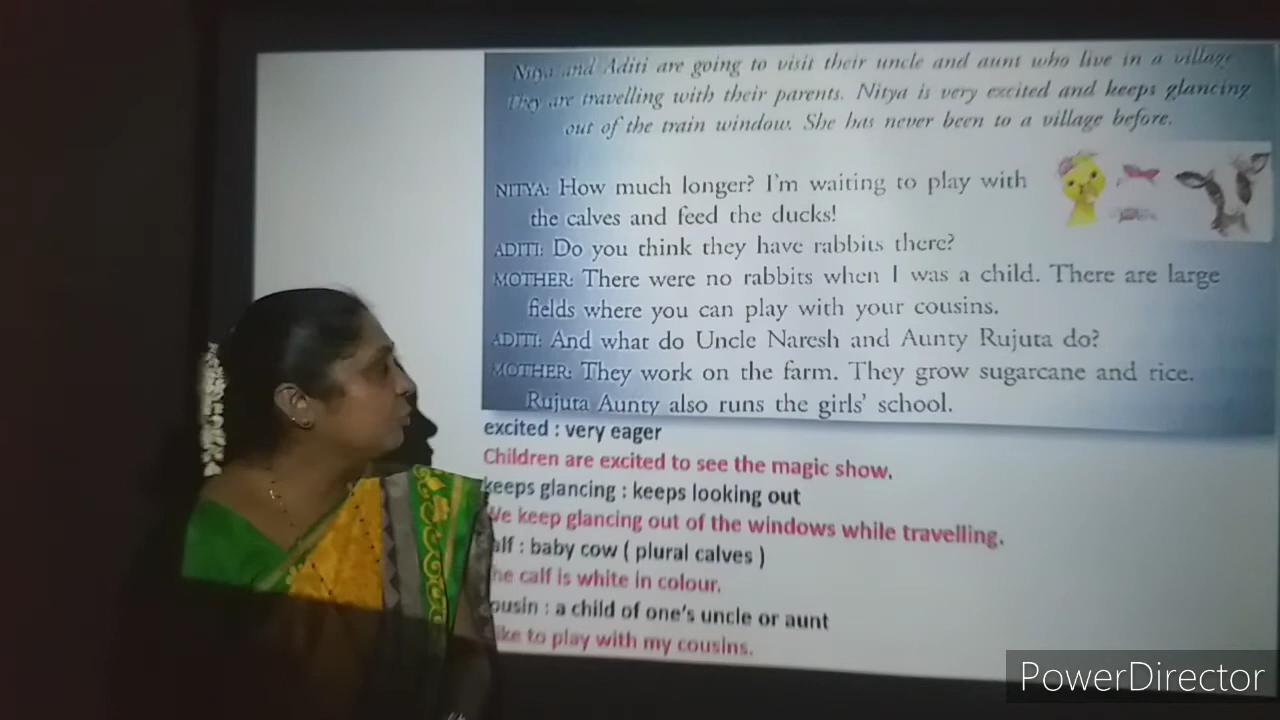 Nitya and Aditi are going to visit their uncle and aunt who live in a village
They are travelling with their parents. Nitya is very excited and keeps glancing
out of the train window. She has never been to a village before.
NITYA: How much longer? I'm waiting to play with
the calves and feed the ducks!
ADITI: Do you think they have rabbits there?
MOTHER: There were no rabbits when I was a child. There are large
fields where you can play with your cousins.
ADITI: And what do Uncle Naresh and Aunty Rujuta do?
MOTHER: They work on the farm. They grow sugarcane and rice.
Rujuta Aunty also runs the girls' school.
excited : very eager
Children are excited to see the magic show.
keeps glancing : keeps looking out
We keep glancing out of the windows while travelling.
alf : baby cow ( plural calves )
he calf is white in colour.
ousin : a child of one's uncle or aunt
ike to play with my cousins.
PowerDirector